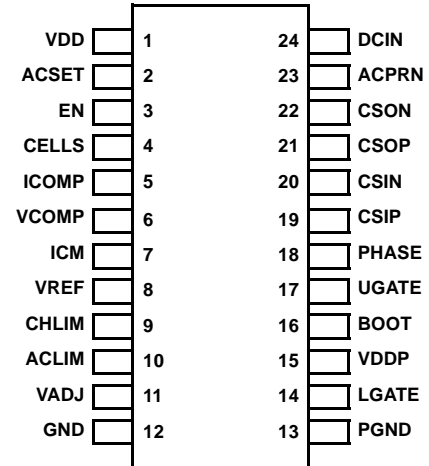 VDD 1 24 DCIN
ACSET 2 23 ACPRN
EN 3 22 CSON
CELLS 4 21 CSOP
ICOMP 5 20 CSIN
VCOMP 6 19 CSIP
ICM 7 18 PHASE
VREF 8 17 UGATE
CHLIM 9 16 BOOT
ACLIM 10 15 VDDP
VADJ 11 14 LGATE
GND 12 13 PGND